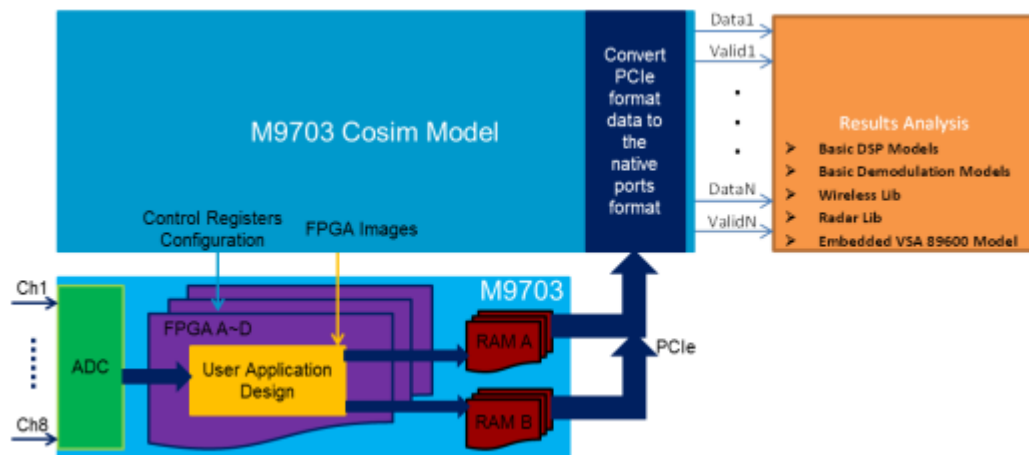 Data1
Valid1
M9703 Cosim Model
Convert
PCIe
format
data to
the
native
ports
format
DataN
ValidN
Results Analysis
Basic DSP Models
Basic Demodulation Models
Wireless Lib
Radar Lib
Embedded VSA 89600 Model
Control Registers
Configuration
FPGA Images
M9703
Ch1
Ch8
ADC
FPGA A~D
User Application
Design
RAM A
RAM B
PCIe